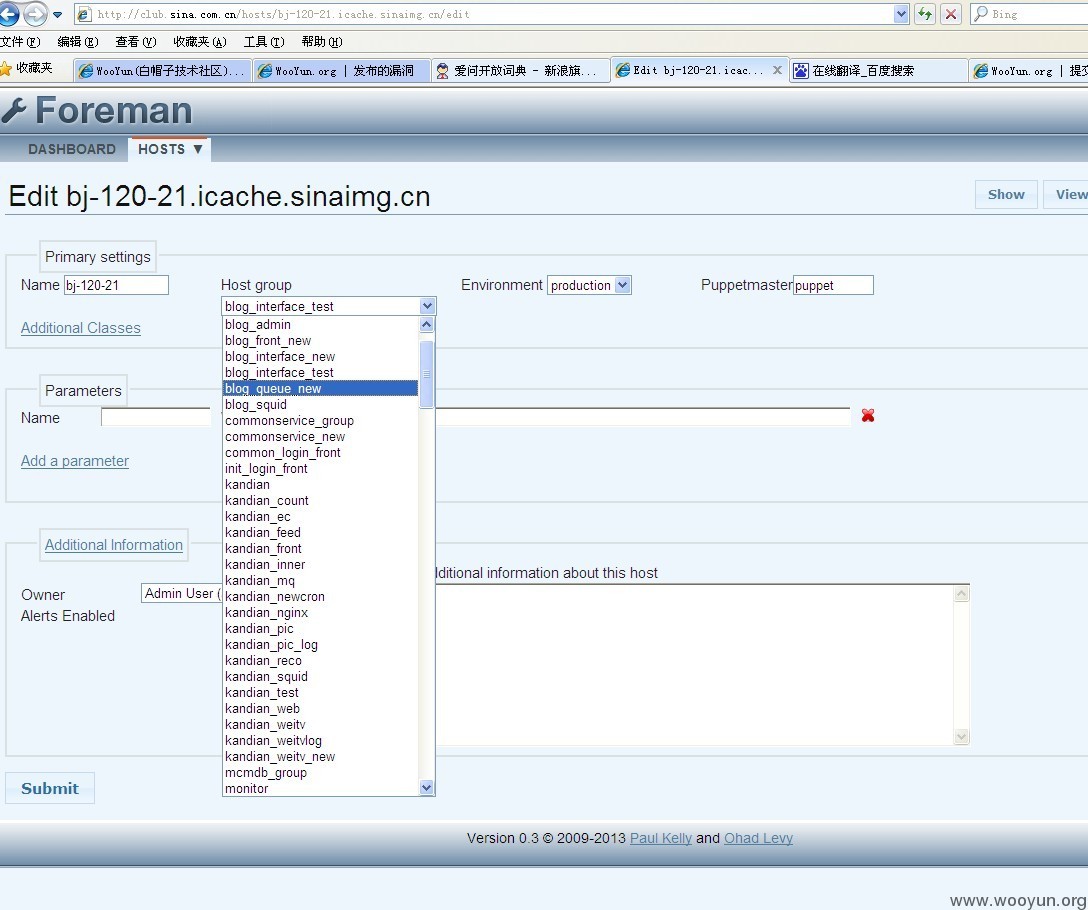 http://club.sina.com.cn/hosts/bj-120-21.icache.sinaimg.cn/edit
Bing
文件(F) 编辑(E) 查看(V) 收藏夹(A) 工具(T) 帮助(H)
收藏夹
WooYun(白帽子技术社区)...
WooYun.org | 发布的漏洞
爱问开放词典 - 新浪旗...
Edit bj-120-21.icac...
在线翻译_百度搜索
WooYun.org | 提交
Foreman
DASHBOARD HOSTS ▼
Edit bj-120-21.icache.sinaimg.cn
Show View
Primary settings
Name bj-120-21 Host group Environment production Puppetmaster puppet
blog_interface_test
Additional Classes
blog_admin
blog_front_new
blog_interface_new
blog_interface_test
blog_queue_new
blog_squid
commonservice_group
commonservice_new
common_login_front
init_login_front
kandian
kandian_count
kandian_ec
kandian_feed
kandian_front
kandian_inner
kandian_mq
kandian_newcron
kandian_nginx
kandian_pic
kandian_pic_log
kandian_reco
kandian_squid
kandian_test
kandian_web
kandian_weitv
kandian_weitvlog
kandian_weitv_new
mcmdb_group
monitor
Parameters
Name
Add a parameter
Additional Information
Owner Admin User (
ditional information about this host
Alerts Enabled
Submit
Version 0.3 © 2009-2013 Paul Kelly and Ohad Levy
www.wooyun.org